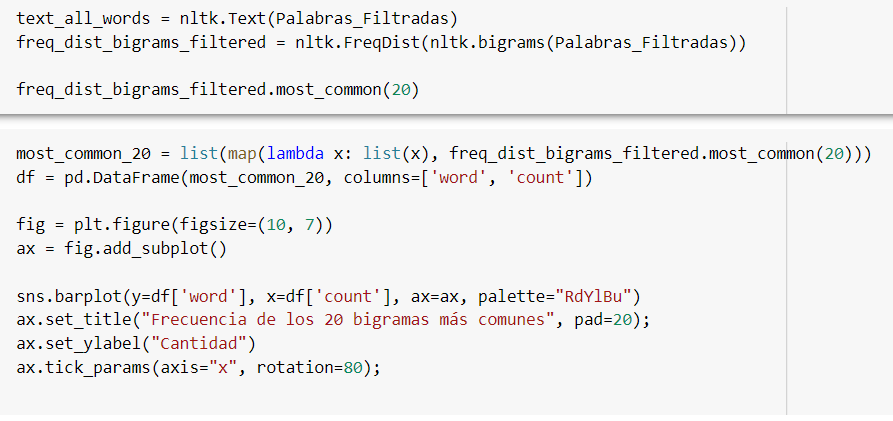 text_all_words = nltk.Text(Palabras_Filtradas)
freq_dist_bigrams_filtered = nltk.FreqDist(nltk.bigrams(Palabras_Filtradas))
freq_dist_bigrams_filtered.most_common(20)
most_common_20 = list(map(lambda x: list(x), freq_dist_bigrams_filtered.most_common(20)))
df = pd.DataFrame(most_common_20, columns=['word', 'count'])
fig = plt.figure(figsize=(10, 7))
ax = fig.add_subplot()
sns.barplot(y=df['word'], x=df['count'], ax=ax, palette="RdYlBu")
ax.set_title("Frecuencia de los 20 bigramas más comunes", pad=20);
ax.set_ylabel("Cantidad")
ax.tick_params(axis="x", rotation=80);